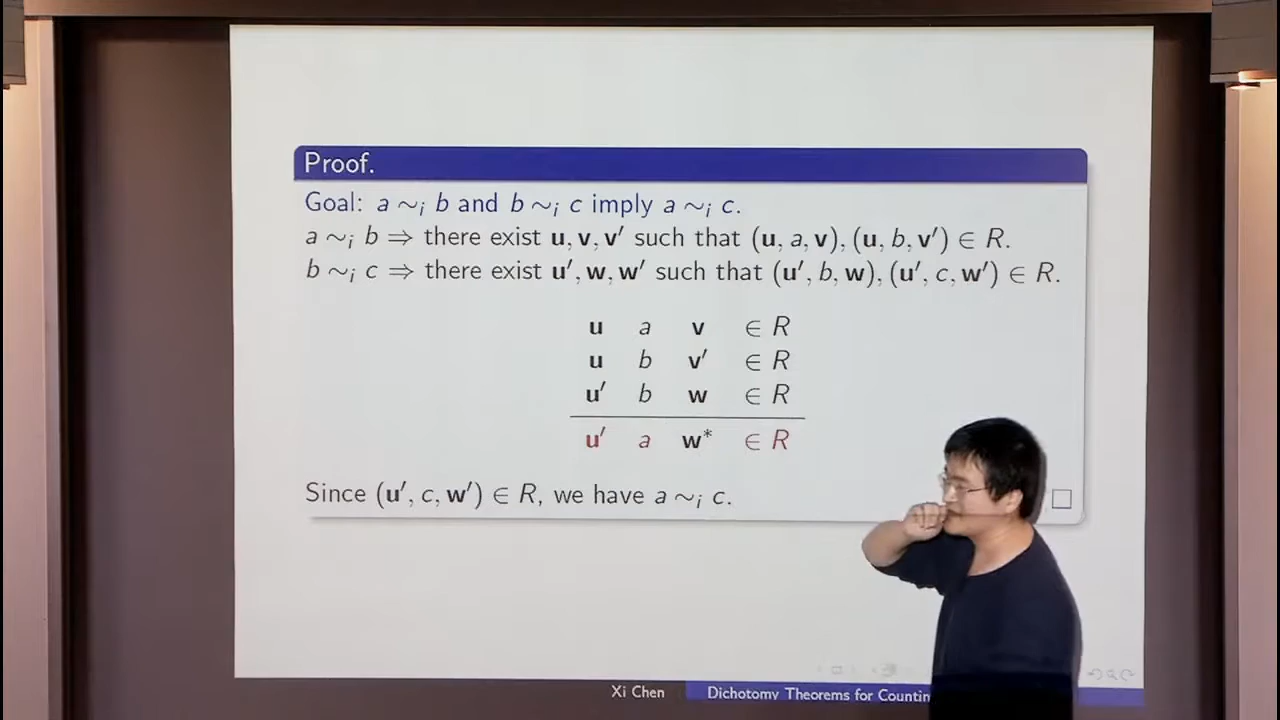 Proof.
Goal: a ∼ᵢ b and b ∼ᵢ c imply a ∼ᵢ c.
a ∼ᵢ b ⇒ there exist u, v, v′ such that (u, a, v), (u, b, v′) ∈ R.
b ∼ᵢ c ⇒ there exist u′, w, w′ such that (u′, b, w), (u′, c, w′) ∈ R.
u a v ∈ R
u b v′ ∈ R
u′ b w ∈ R
u′ a w* ∈ R
Since (u′, c, w′) ∈ R, we have a ∼ᵢ c.
□
Xi Chen Dichotomy Theorems for